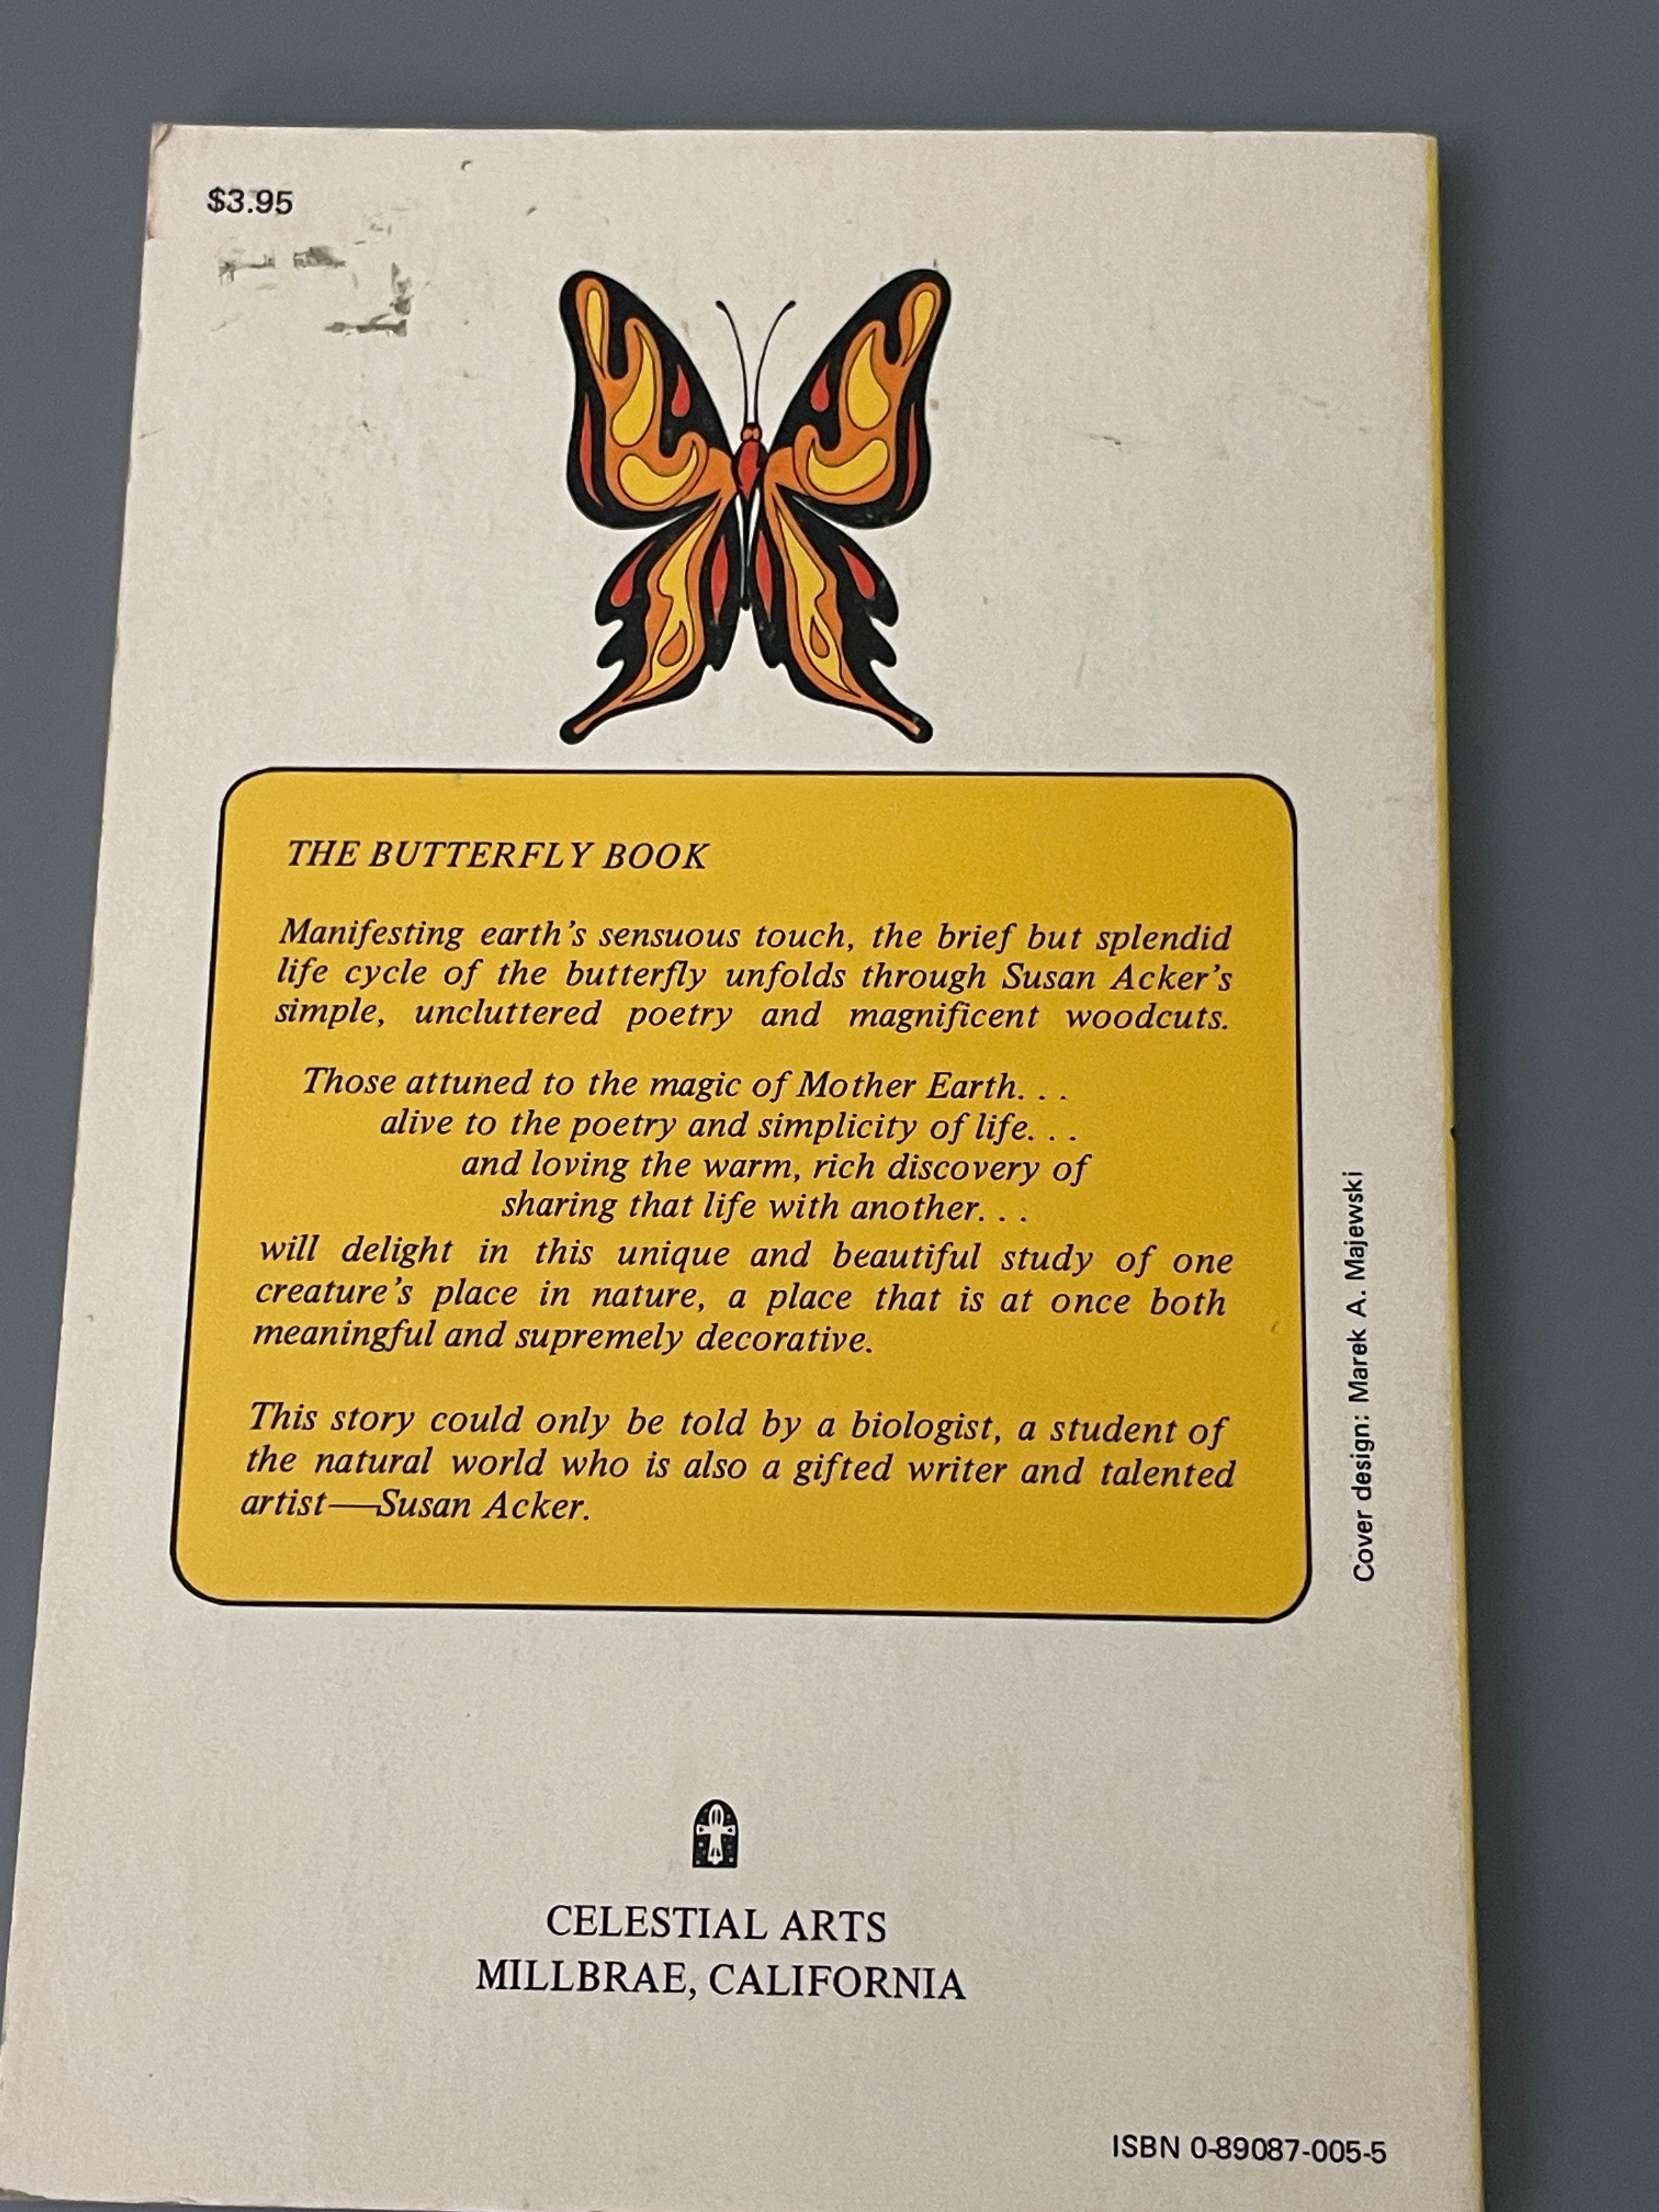 $3.95
THE BUTTERFLY BOOK
Manifesting earth's sensuous touch, the brief but splendid
life cycle of the butterfly unfolds through Susan Acker's
simple, uncluttered poetry and magnificent woodcuts.
Those attuned to the magic of Mother Earth. . .
alive to the poetry and simplicity of life. . .
and loving the warm, rich discovery of
sharing that life with another. . .
will delight in this unique and beautiful study of one
creature's place in nature, a place that is at once both
meaningful and supremely decorative.
This story could only be told by a biologist, a student of
the natural world who is also a gifted writer and talented
artist—Susan Acker.
Cover design: Marek A. Majewski
CELESTIAL ARTS
MILLBRAE, CALIFORNIA
ISBN 0-89087-005-5